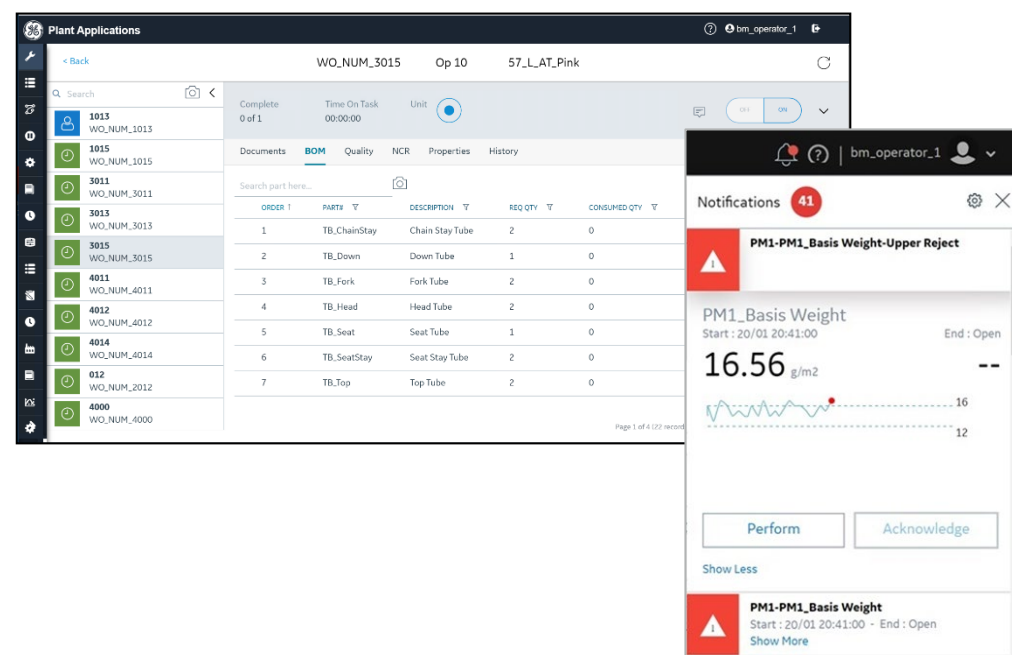 Plant Applications
bm_operator_1
< Back
WO_NUM_3015 Op 10 57_L_AT_Pink
Search
1013
WO_NUM_1013
1015
WO_NUM_1015
3011
WO_NUM_3011
3013
WO_NUM_3013
3015
WO_NUM_3015
4011
WO_NUM_4011
4012
WO_NUM_4012
4014
WO_NUM_4014
012
WO_NUM_2012
4000
WO_NUM_4000
Complete Time On Task Unit
0 of 1 00:00:00
OFF ON
Documents BOM Quality NCR Properties History
Search part here...
ORDER ↑ PART# DESCRIPTION REQ QTY CONSUMED QTY
1 TB_ChainStay Chain Stay Tube 2 0
2 TB_Down Down Tube 1 0
3 TB_Fork Fork Tube 2 0
4 TB_Head Head Tube 2 0
5 TB_Seat Seat Tube 1 0
6 TB_SeatStay Seat Stay Tube 2 0
7 TB_Top Top Tube 2 0
Page 1 of 4 (22 record
bm_operator_1
Notifications 41
PM1-PM1_Basis Weight-Upper Reject
PM1_Basis Weight
Start : 20/01 20:41:00 End : Open
16.56 g/m2 --
16
12
Perform Acknowledge
Show Less
PM1-PM1_Basis Weight
Start : 20/01 20:41:00 - End : Open
Show More